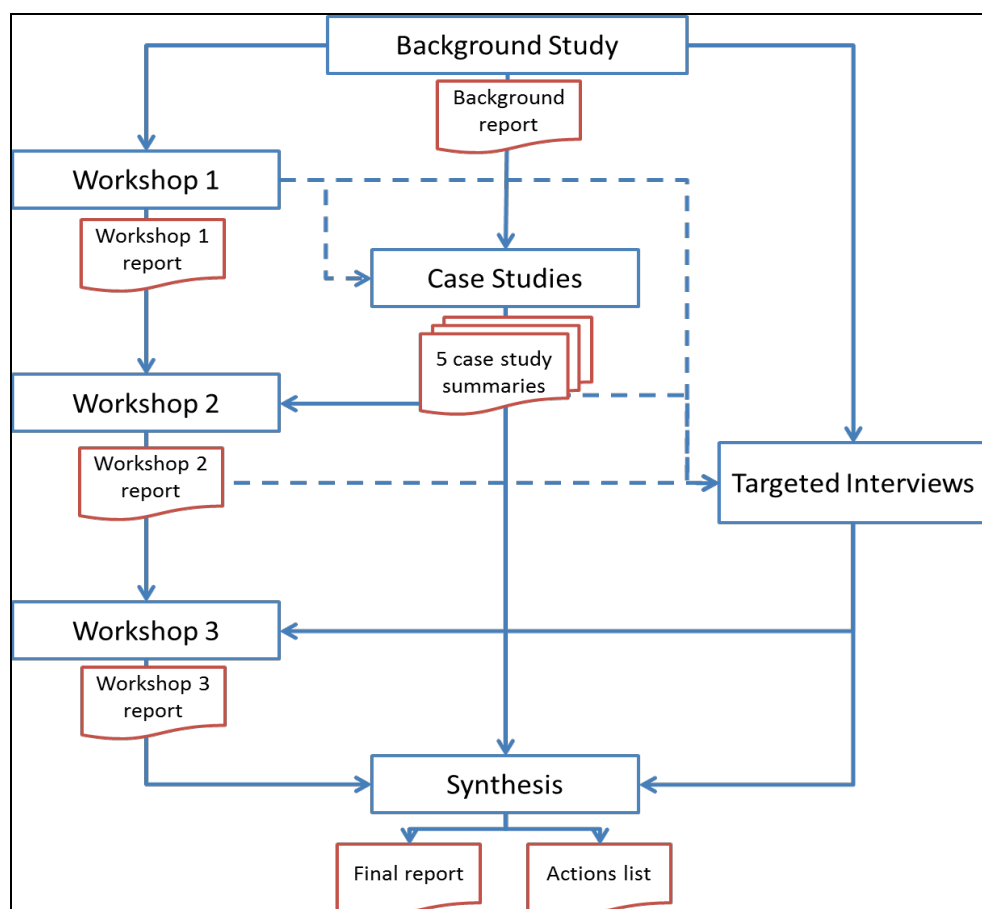 Background Study
Background
report
Workshop 1
Workshop 1
report
Case Studies
5 case study
summaries
Workshop 2
Workshop 2
report
Targeted Interviews
Workshop 3
Workshop 3
report
Synthesis
Final report
Actions list